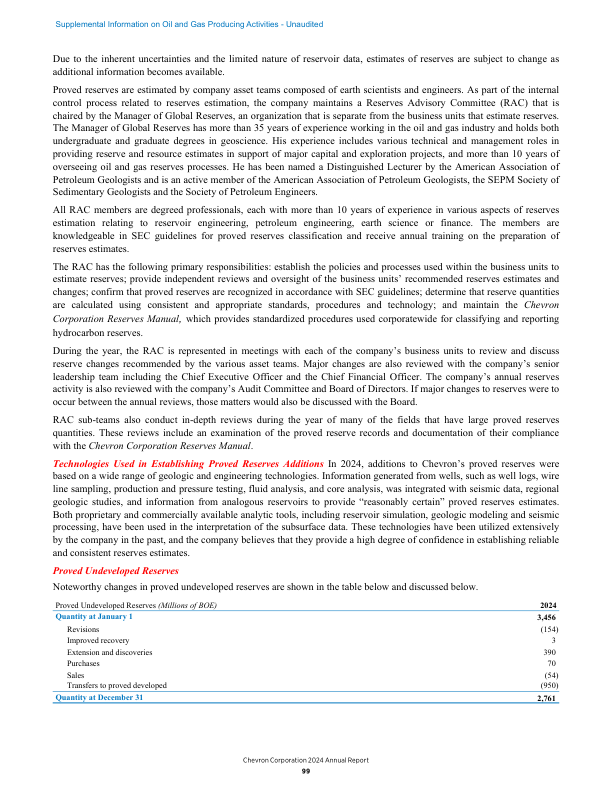 Supplemental Information on Oil and Gas Producing Activities - Unaudited
Due to the inherent uncertainties and the limited nature of reservoir data, estimates of reserves are subject to change as
additional information becomes available.
Proved reserves are estimated by company asset teams composed of earth scientists and engineers. As part of the internal
control process related to reserves estimation, the company maintains a Reserves Advisory Committee (RAC) that is
chaired by the Manager of Global Reserves, an organization that is separate from the business units that estimate reserves.
The Manager of Global Reserves has more than 35 years of experience working in the oil and gas industry and holds both
undergraduate and graduate degrees in geoscience. His experience includes various technical and management roles in
providing reserve and resource estimates in support of major capital and exploration projects, and more than 10 years of
overseeing oil and gas reserves processes. He has been named a Distinguished Lecturer by the American Association of
Petroleum Geologists and is an active member of the American Association of Petroleum Geologists, the SEPM Society of
Sedimentary Geologists and the Society of Petroleum Engineers.
All RAC members are degreed professionals, each with more than 10 years of experience in various aspects of reserves
estimation relating to reservoir engineering, petroleum engineering, earth science or finance. The members are
knowledgeable in SEC guidelines for proved reserves classification and receive annual training on the preparation of
reserves estimates.
The RAC has the following primary responsibilities: establish the policies and processes used within the business units to
estimate reserves; provide independent reviews and oversight of the business units' recommended reserves estimates and
changes; confirm that proved reserves are recognized in accordance with SEC guidelines; determine that reserve quantities
are calculated using consistent and appropriate standards, procedures and technology; and maintain the Chevron
Corporation Reserves Manual, which provides standardized procedures used corporatewide for classifying and reporting
hydrocarbon reserves.
During the year, the RAC is represented in meetings with each of the company's business units to review and discuss
reserve changes recommended by the various asset teams. Major changes are also reviewed with the company's senior
leadership team including the Chief Executive Officer and the Chief Financial Officer. The company's annual reserves
activity is also reviewed with the company's Audit Committee and Board of Directors. If major changes to reserves were to
occur between the annual reviews, those matters would also be discussed with the Board.
RAC sub-teams also conduct in-depth reviews during the year of many of the fields that have large proved reserves
quantities. These reviews include an examination of the proved reserve records and documentation of their compliance
with the Chevron Corporation Reserves Manual.
Technologies Used in Establishing Proved Reserves Additions In 2024, additions to Chevron's proved reserves were
based on a wide range of geologic and engineering technologies. Information generated from wells, such as well logs, wire
line sampling, production and pressure testing, fluid analysis, and core analysis, was integrated with seismic data, regional
geologic studies, and information from analogous reservoirs to provide “reasonably certain” proved reserves estimates.
Both proprietary and commercially available analytic tools, including reservoir simulation, geologic modeling and seismic
processing, have been used in the interpretation of the subsurface data. These technologies have been utilized extensively
by the company in the past, and the company believes that they provide a high degree of confidence in establishing reliable
and consistent reserves estimates.
Proved Undeveloped Reserves
Noteworthy changes in proved undeveloped reserves are shown in the table below and discussed below.
Proved Undeveloped Reserves (Millions of BOE) 2024
Quantity at January 1 3,456
Revisions (154)
Improved recovery 3
Extension and discoveries 390
Purchases 70
Sales (54)
Transfers to proved developed (950)
Quantity at December 31 2,761
Chevron Corporation 2024 Annual Report
99